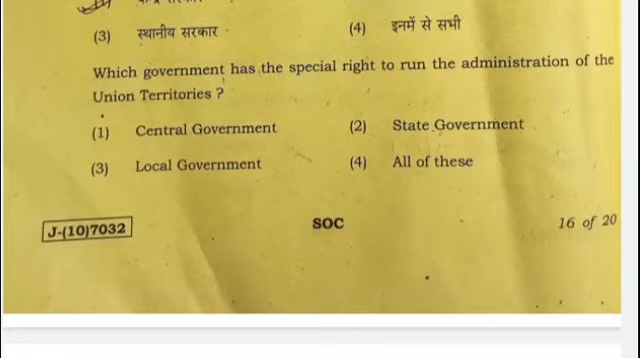 (3) स्थानीय सरकार (4) इनमें से सभी
Which government has the special right to run the administration of the
Union Territories ?
(1) Central Government (2) State Government
(3) Local Government (4) All of these
J-(10)7032 SOC 16 of 20